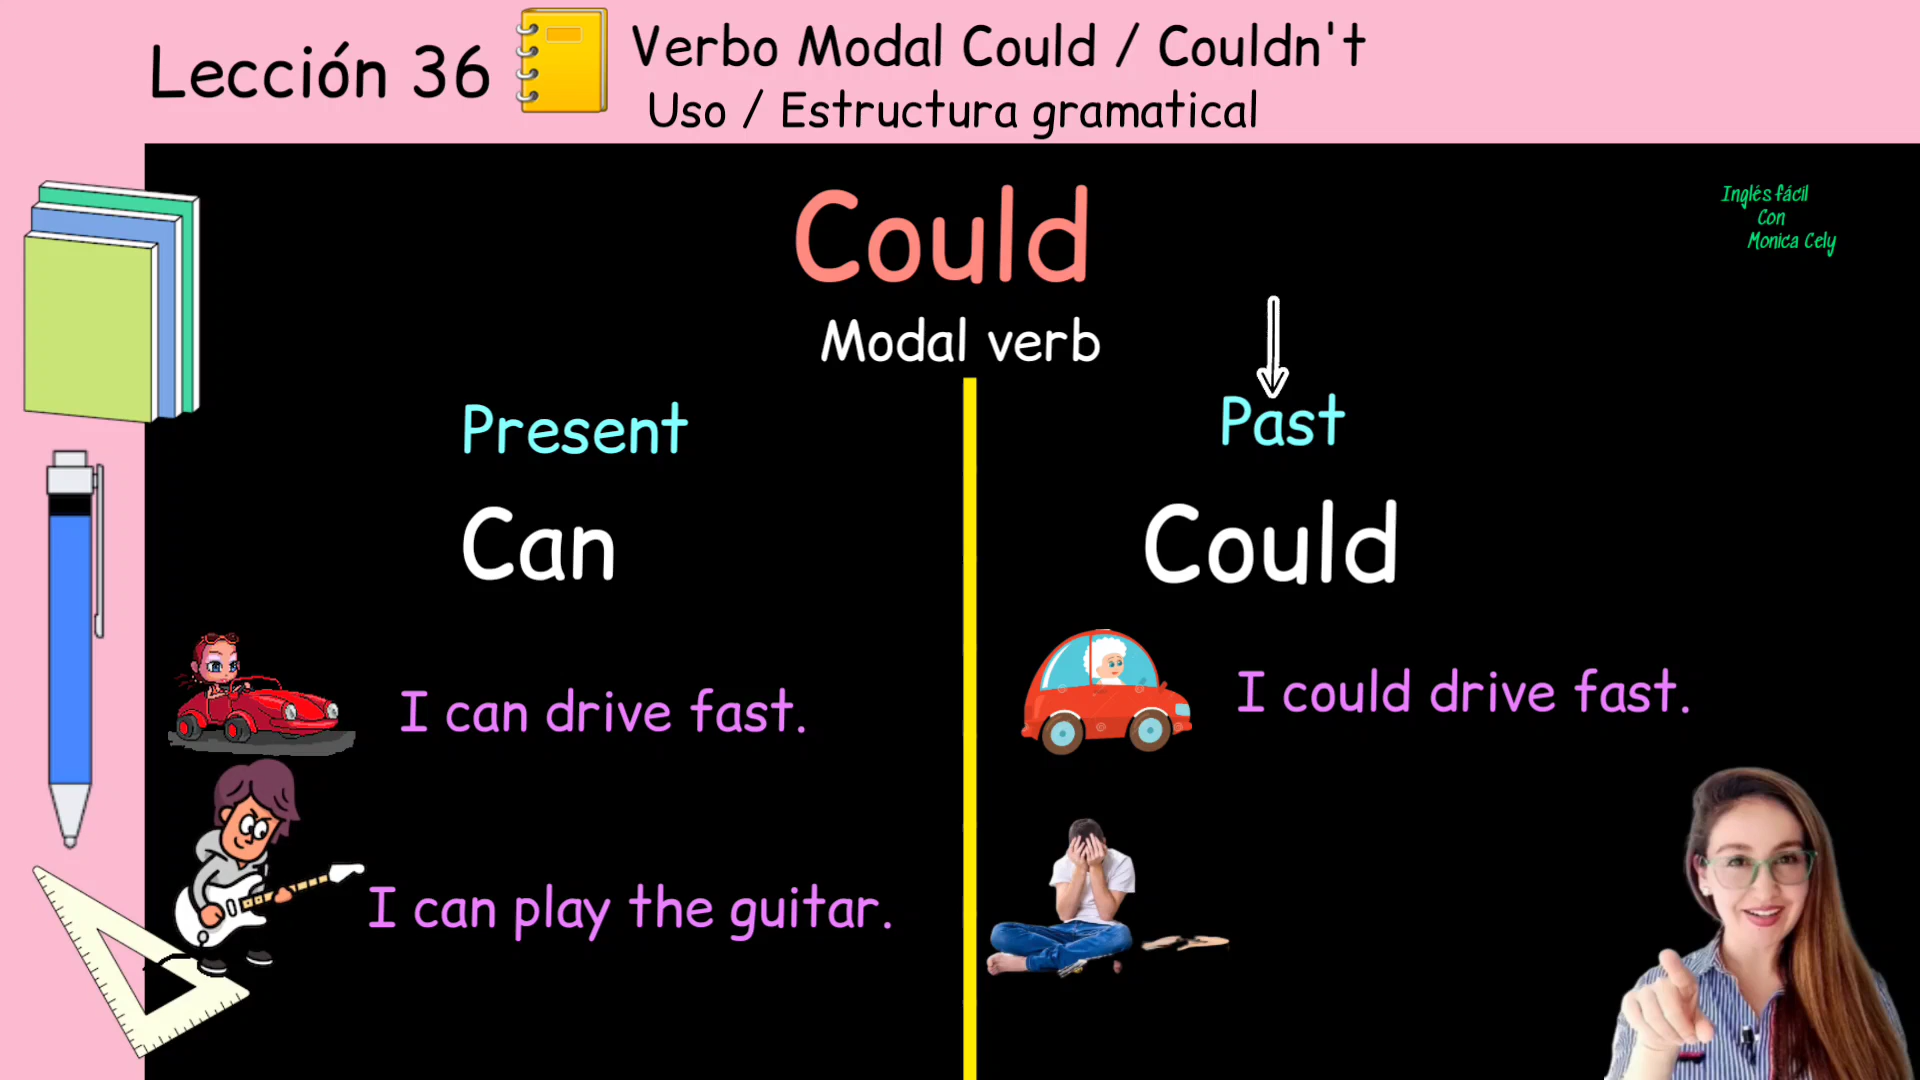 Lección 36
Verbo Modal Could / Couldn't
Uso / Estructura gramatical
Could
Modal verb
Inglés fácil
Con
Monica Cely
Present
Can
I can drive fast.
I can play the guitar.
Past
Could
I could drive fast.